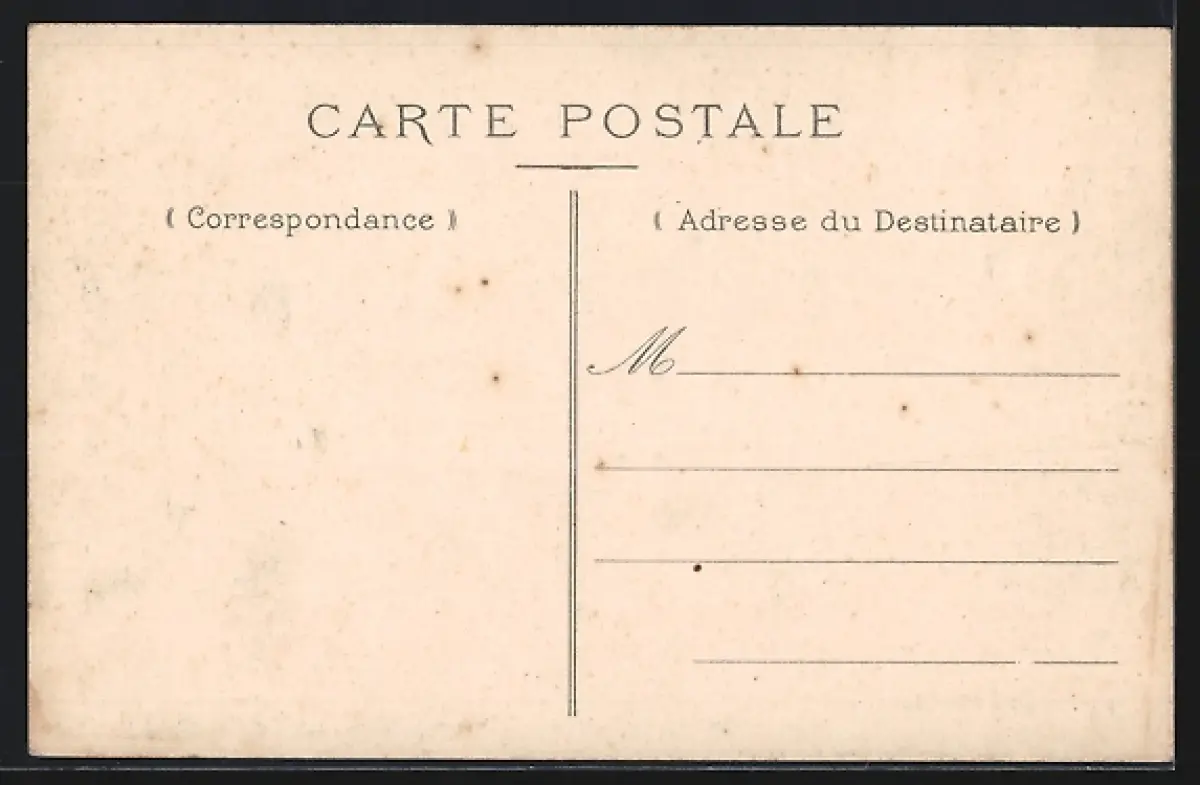 CARTE POSTALE
( Correspondance )
( Adresse du Destinataire )
M